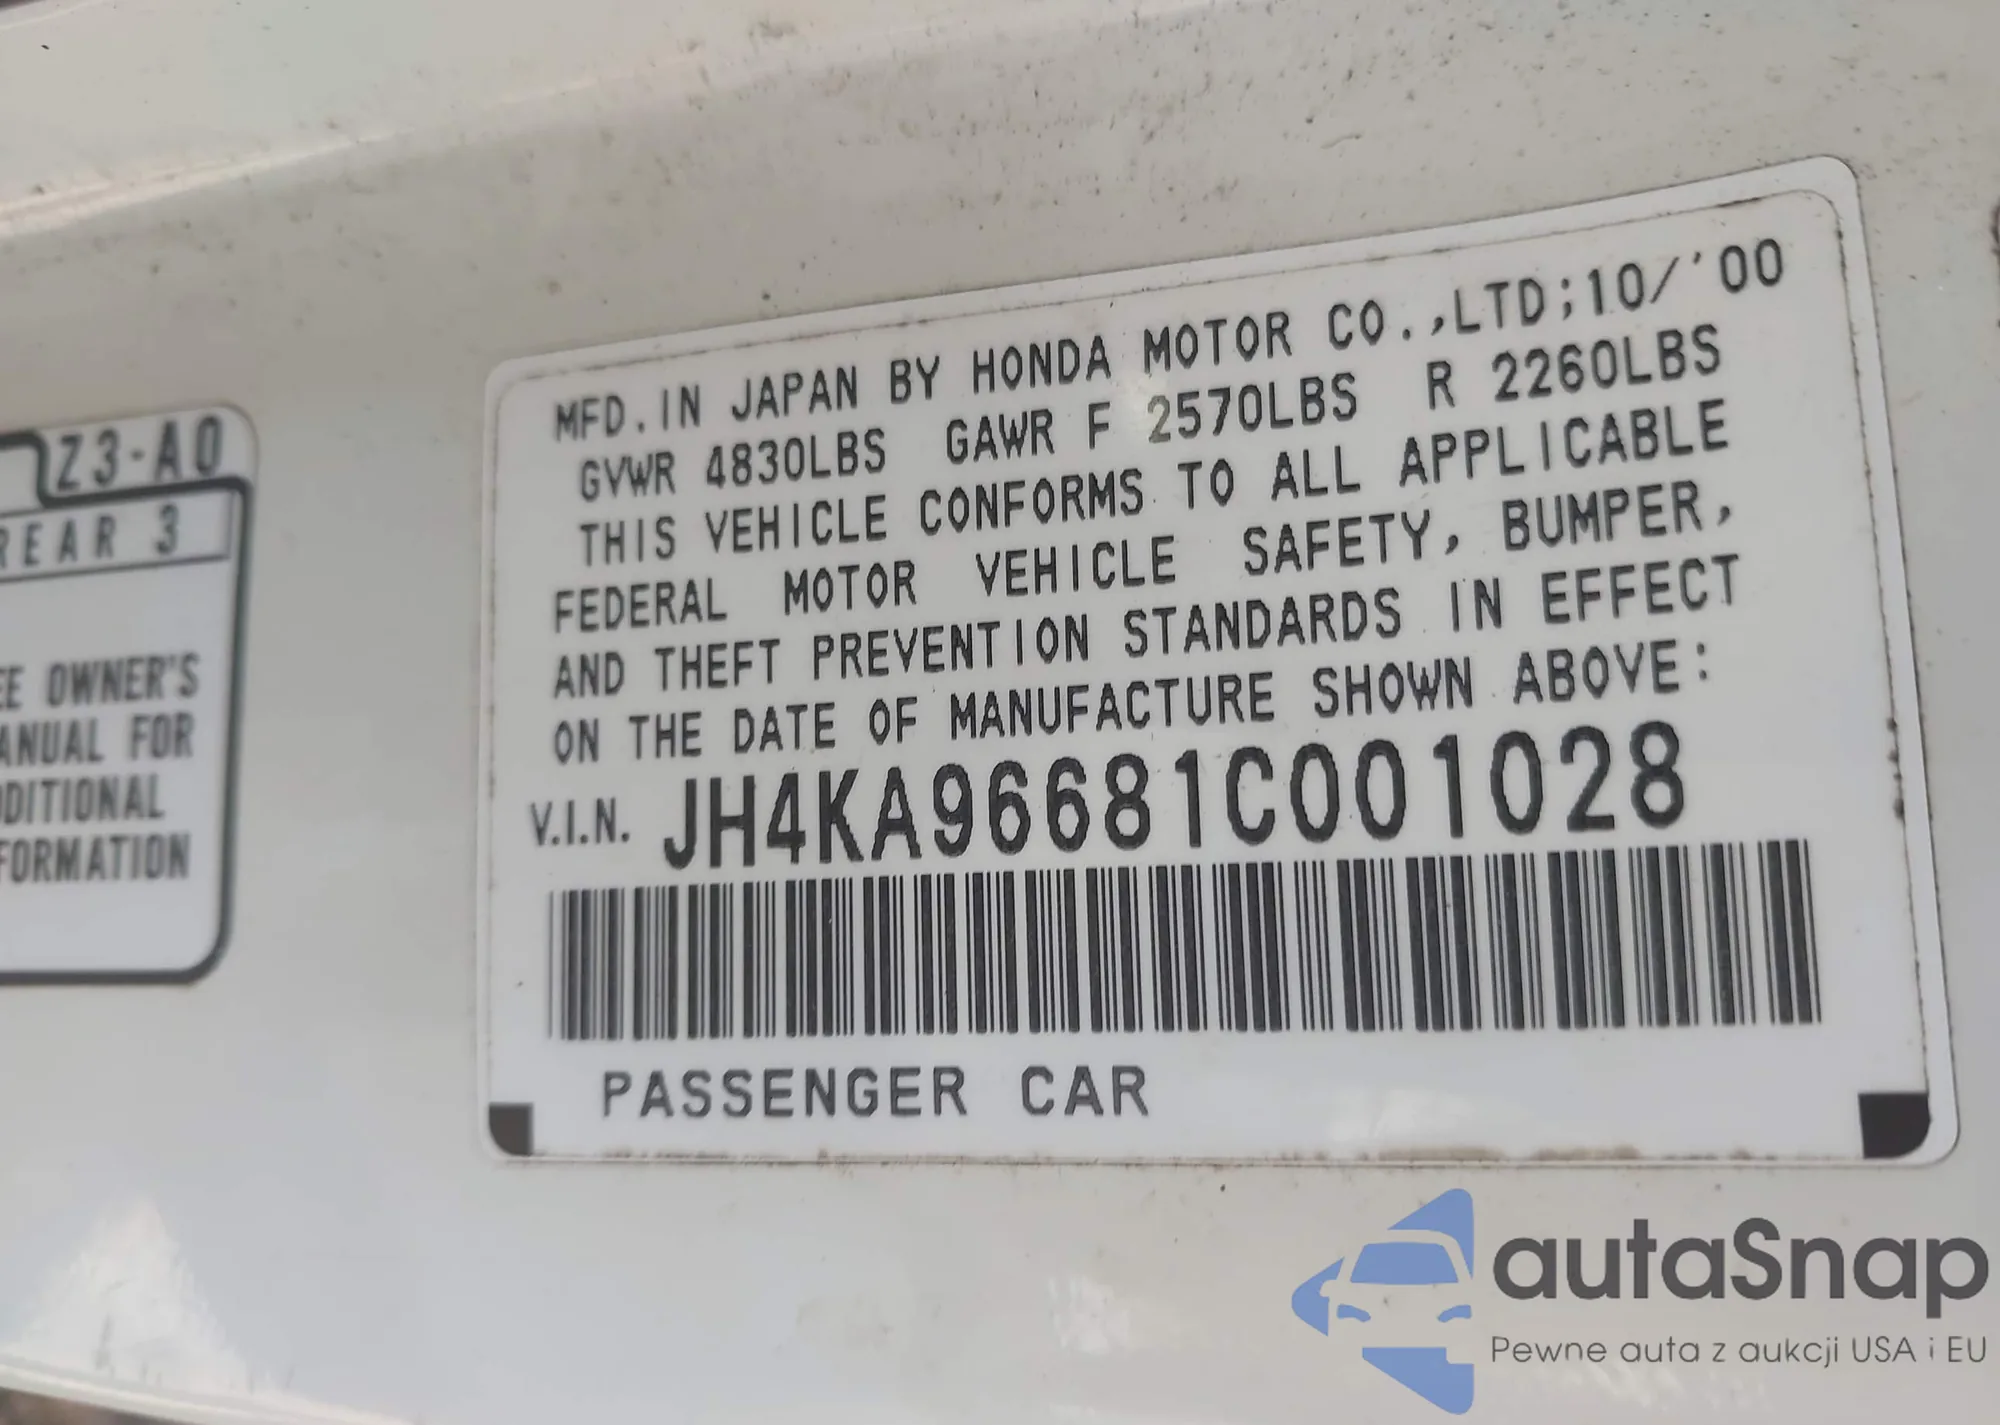 Z3-A0
REAR 3
EE OWNER'S
ANUAL FOR
DITIONAL
FORMATION
MFD. IN JAPAN BY HONDA MOTOR CO.,LTD;10/'00
GVWR 4830LBS GAWR F 2570LBS R 2260LBS
THIS VEHICLE CONFORMS TO ALL APPLICABLE
FEDERAL MOTOR VEHICLE SAFETY, BUMPER,
AND THEFT PREVENTION STANDARDS IN EFFECT
ON THE DATE OF MANUFACTURE SHOWN ABOVE:
V.I.N. JH4KA96681C001028
PASSENGER CAR
autaSnap
Pewne auta z aukcji USA i EU